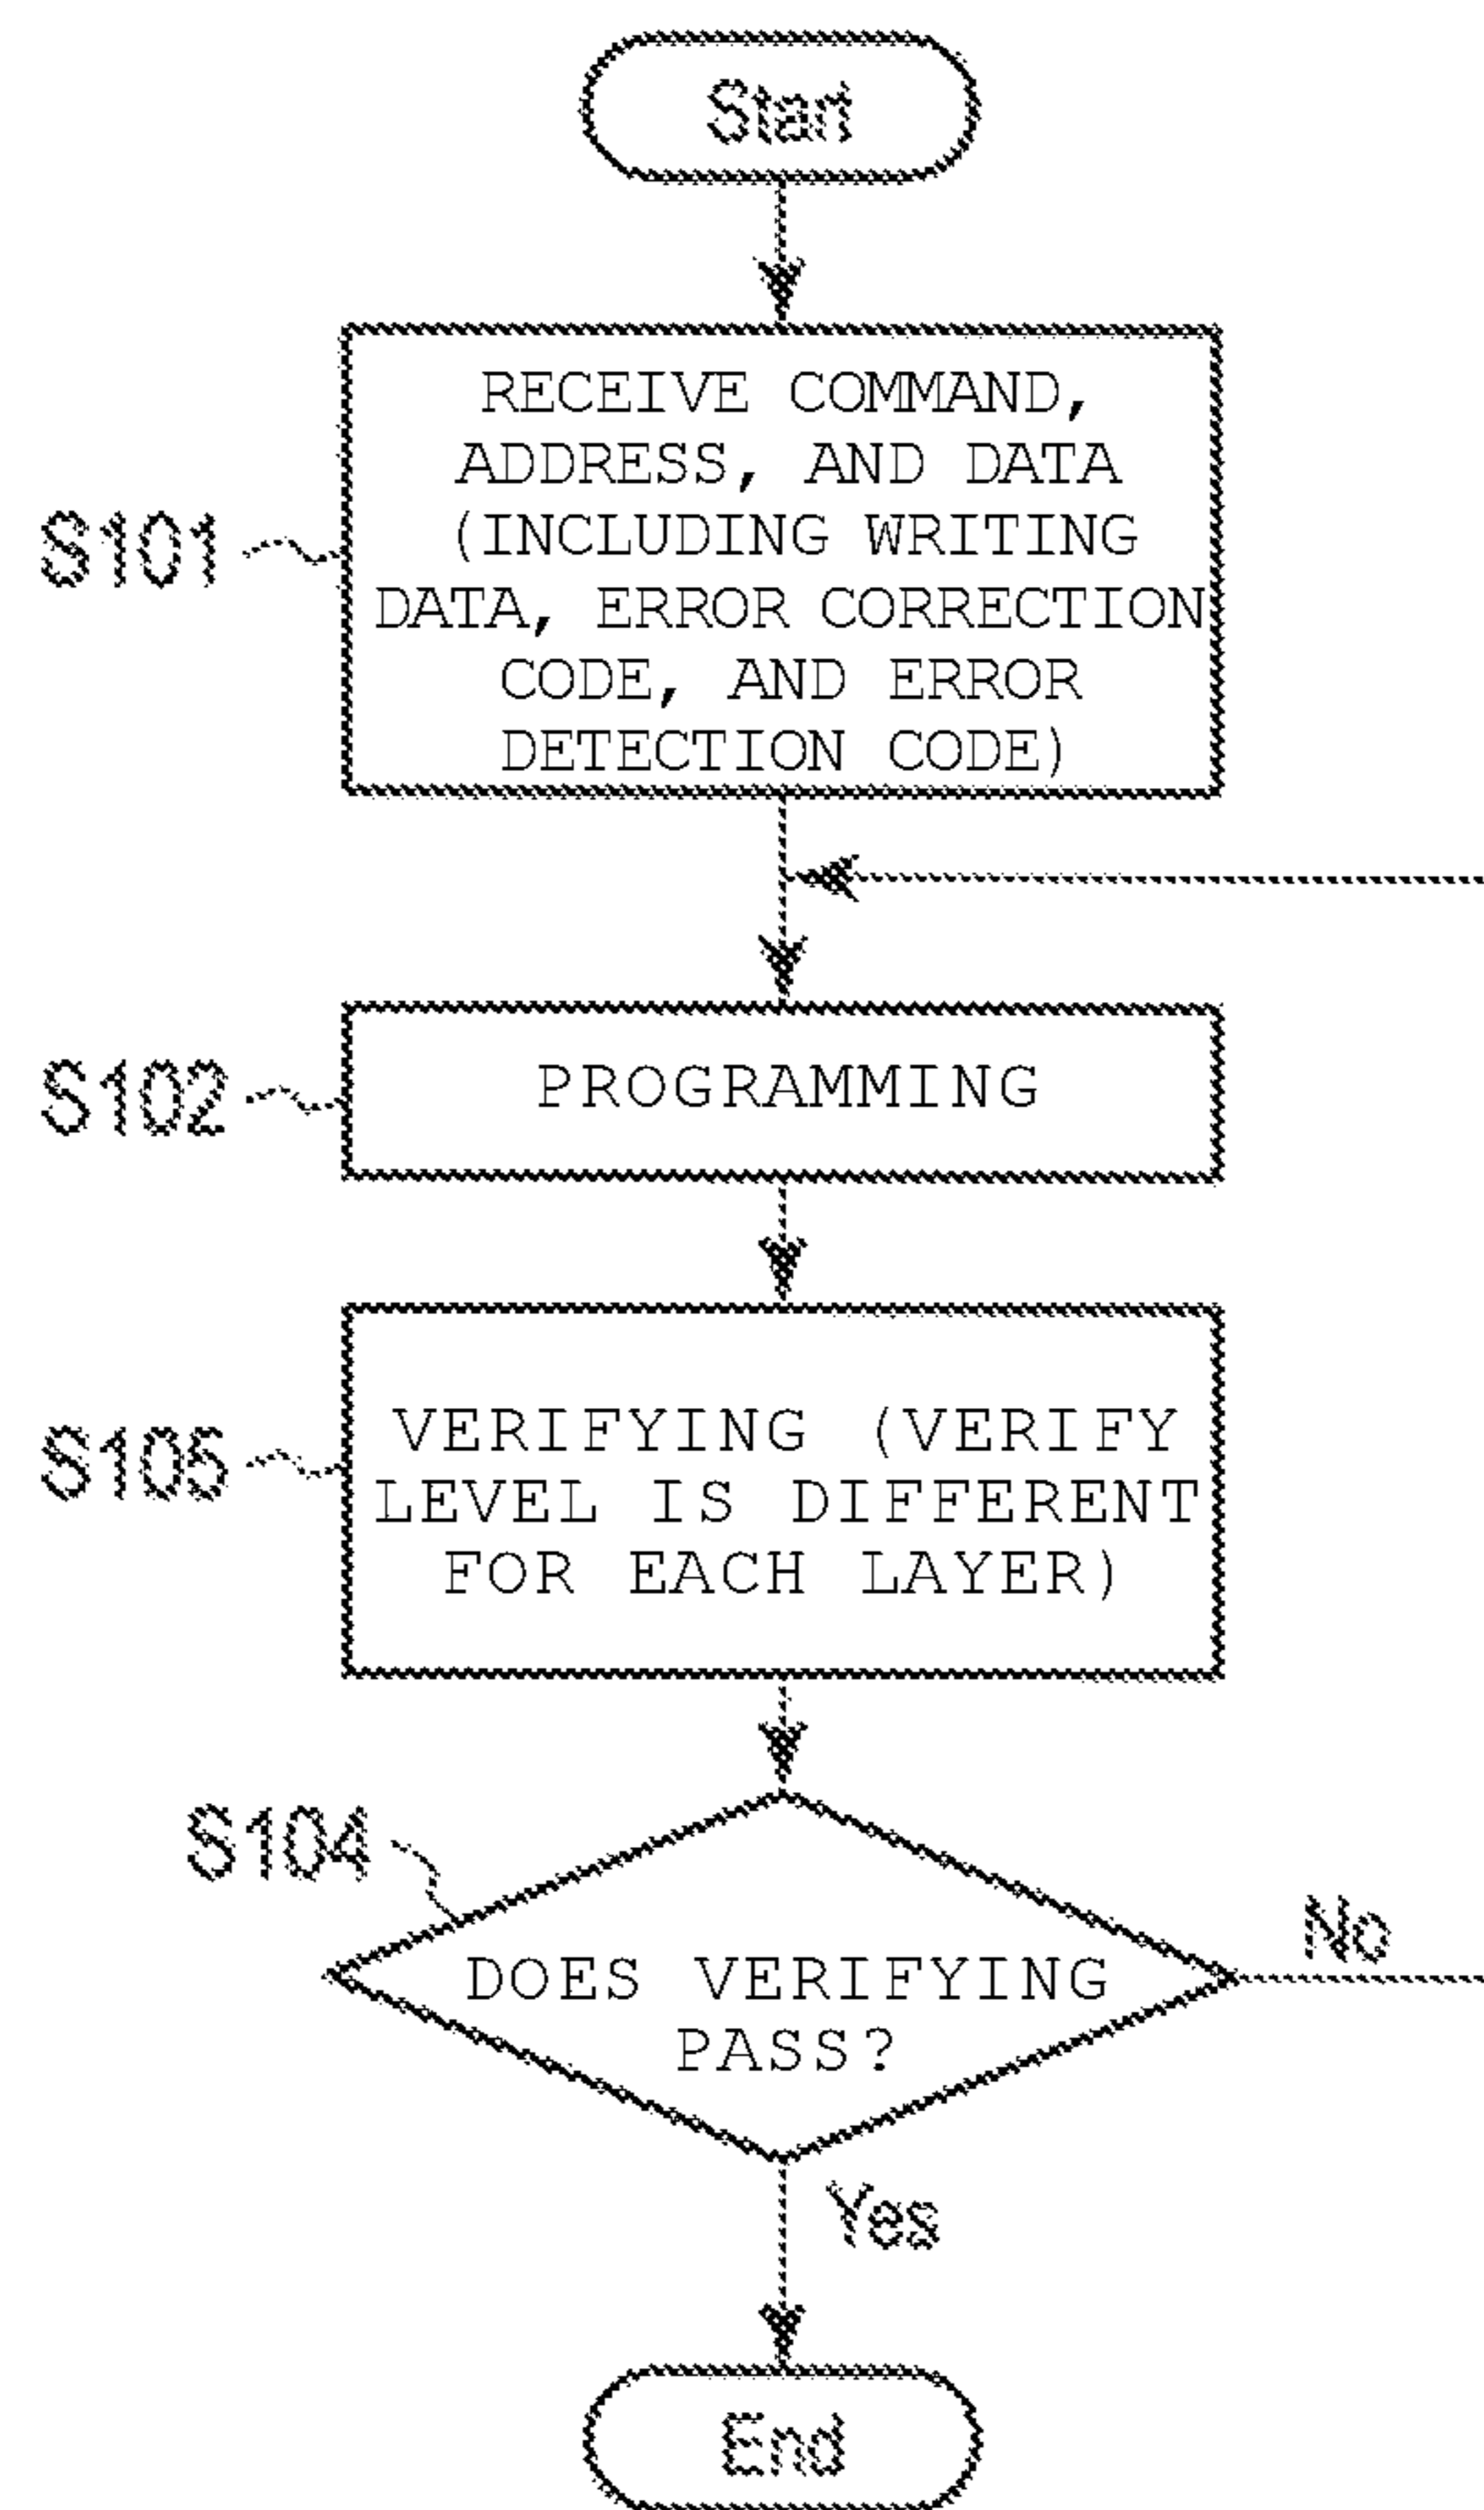 Start
RECEIVE COMMAND,
ADDRESS, AND DATA
(INCLUDING WRITING
DATA, ERROR CORRECTION
CODE, AND ERROR
DETECTION CODE)
S101
PROGRAMMING
S102
VERIFYING (VERIFY
LEVEL IS DIFFERENT
FOR EACH LAYER)
S105
S104
DOES VERIFYING
PASS?
No
Yes
End